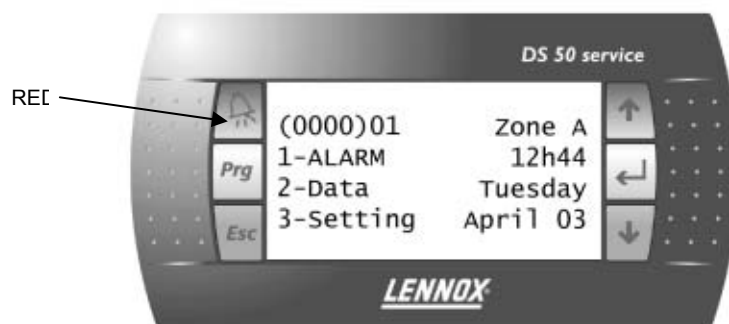 DS 50 service
RED
(0000)01 Zone A
1-ALARM 12h44
Prg
2-Data Tuesday
3-Setting April 03
Esc
LENNOX